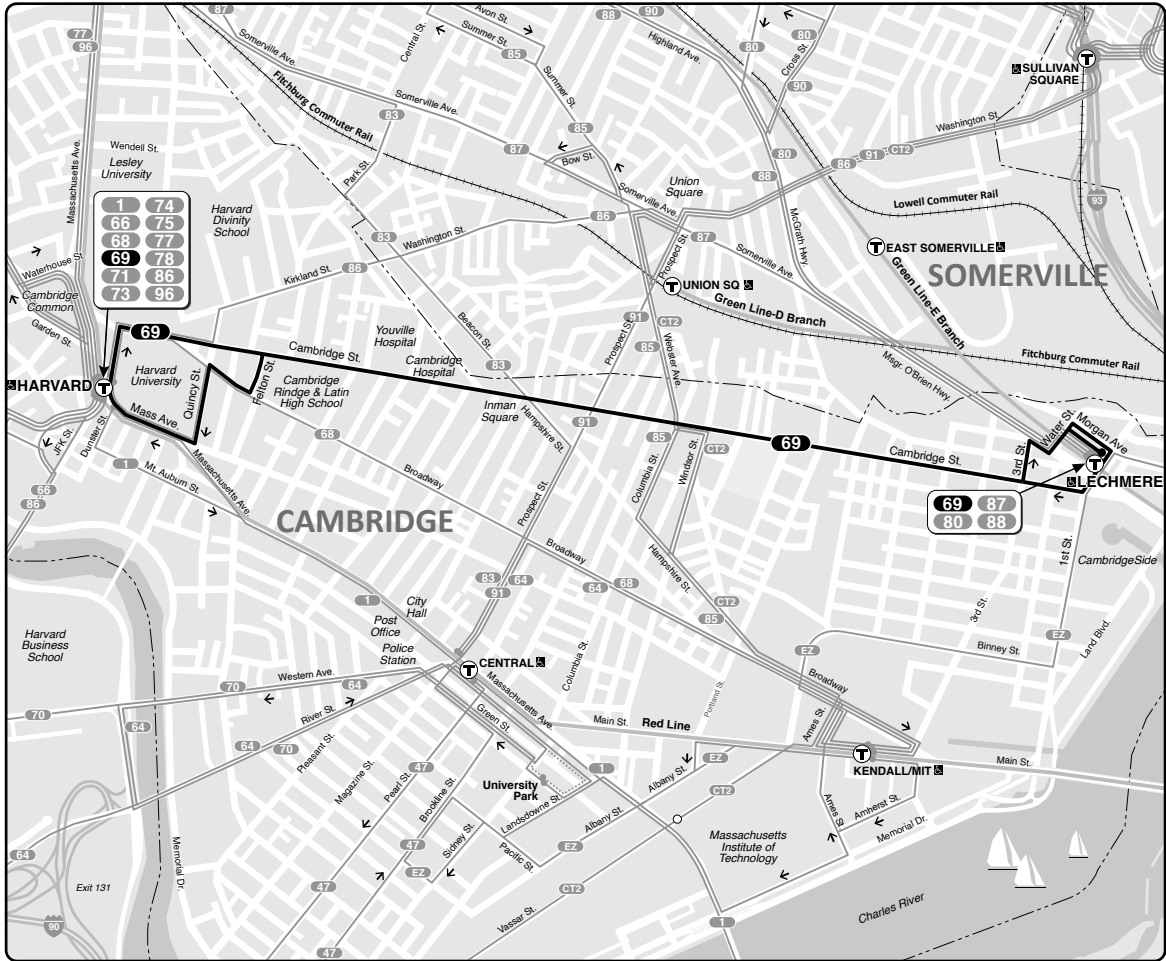 87
Avon St.
Summer St.
85
Central St.
88
90
Highland Ave.
80
Cross St.
80
90
SULLIVAN
SQUARE
77
96
Somerville Ave.
Fitchburg Commuter Rail
Somerville Ave.
Summer St.
83
85
87
Bow St.
Park St.
Washington St.
86
91
CT2
80
88
Union
Square
Somerville Ave.
Massachusetts Ave.
Wendell St.
Lesley
University
Harvard
Divinity
School
1 74
66 75
68 77
69 78
71 86
73 96
83
Washington St.
86
Kirkland St.
86
Prospect St.
87
Somerville Ave.
McGrath Hwy.
Lowell Commuter Rail
93
EAST SOMERVILLE
SOMERVILLE
Green Line-E Branch
UNION SQ
Green Line-D Branch
Fitchburg Commuter Rail
Msgr. O'Brien Hwy.
Waterhouse St.
Cambridge
Common
Garden St.
69
Beacon St.
83
Youville
Hospital
Cambridge St.
Cambridge
Hospital
Prospect St.
91
CT2
85
Webster Ave.
HARVARD
Harvard
University
Quincy St.
Felton St.
Cambridge
Rindge & Latin
High School
Mass Ave.
Inman
Square
Hampshire St.
91
85
CT2
69
Cambridge St.
3rd St.
Water St.
Morgan Ave
LECHMERE
69 87
80 88
JFK St.
Dunster St.
1
Mt. Auburn St.
Massachusetts Ave.
66
86
68
Broadway
CAMBRIDGE
Prospect St.
Columbia St.
Windsor St.
Broadway
Hampshire St.
1st St.
CambridgeSide
83
64
91
64
68
CT2
85
3rd St.
EZ
Land Blvd.
Binney St.
EZ
1
City
Hall
Post
Office
Police
Station
Harvard
Business
School
CENTRAL
Columbia St.
Massachusetts Ave.
Portland St.
Broadway
Western Ave.
70
64
70
64
River St.
64
70
Pleasant St.
Green St.
Main St.
Red Line
Ames St.
KENDALL/MIT
Main St.
Magazine St.
Pearl St.
47
Brookline St.
University
Park
1
Albany St.
EZ
CT2
Landsdowne St.
Albany St.
EZ
Sidney St.
Pacific St.
47
EZ
Ames St.
Amherst St.
Memorial Dr.
Massachusetts
Institute of
Technology
64
Exit 131
90
Memorial Dr.
47
47
CT2
Vassar St.
1
Charles River